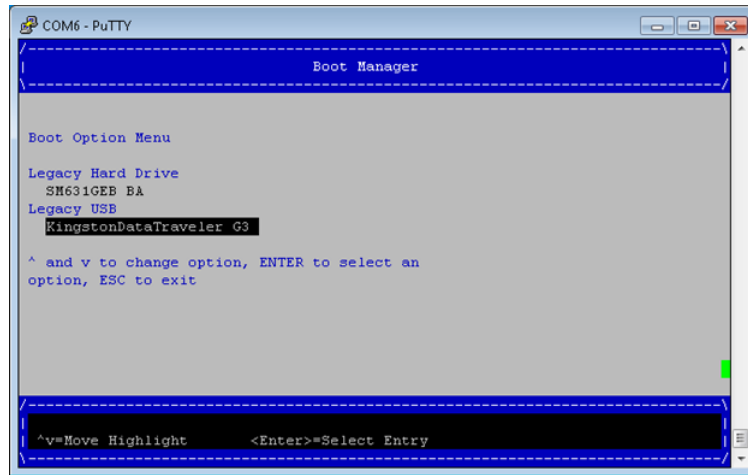 COM6 - PuTTY
Boot Manager
Boot Option Menu
Legacy Hard Drive
SM631GEB BA
Legacy USB
KingstonDataTraveler G3
^ and v to change option, ENTER to select an
option, ESC to exit
^v=Move Highlight <Enter>=Select Entry